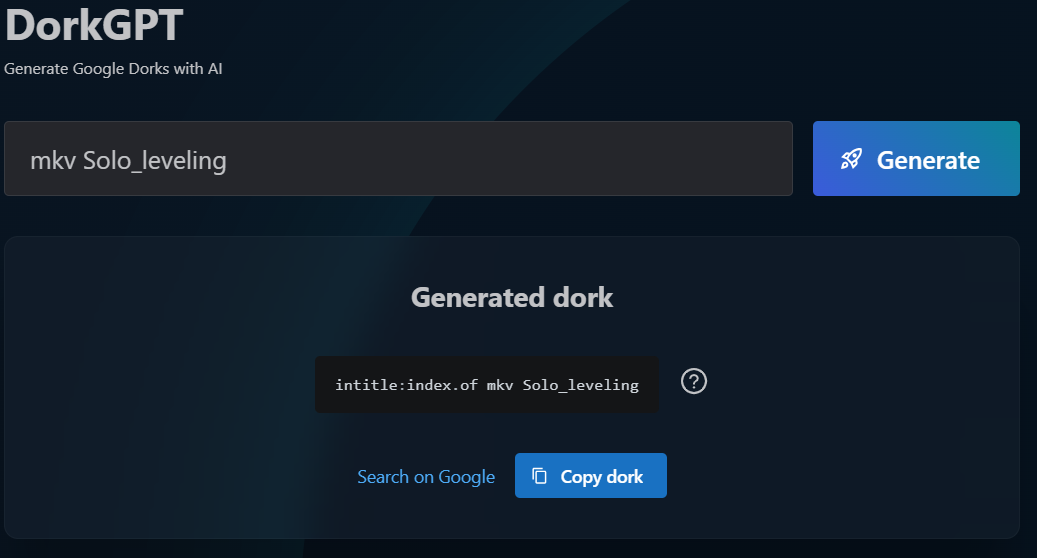 DorkGPT
Generate Google Dorks with AI
mkv Solo_leveling
Generate
Generated dork
intitle:index.of mkv Solo_leveling
?
Search on Google
Copy dork